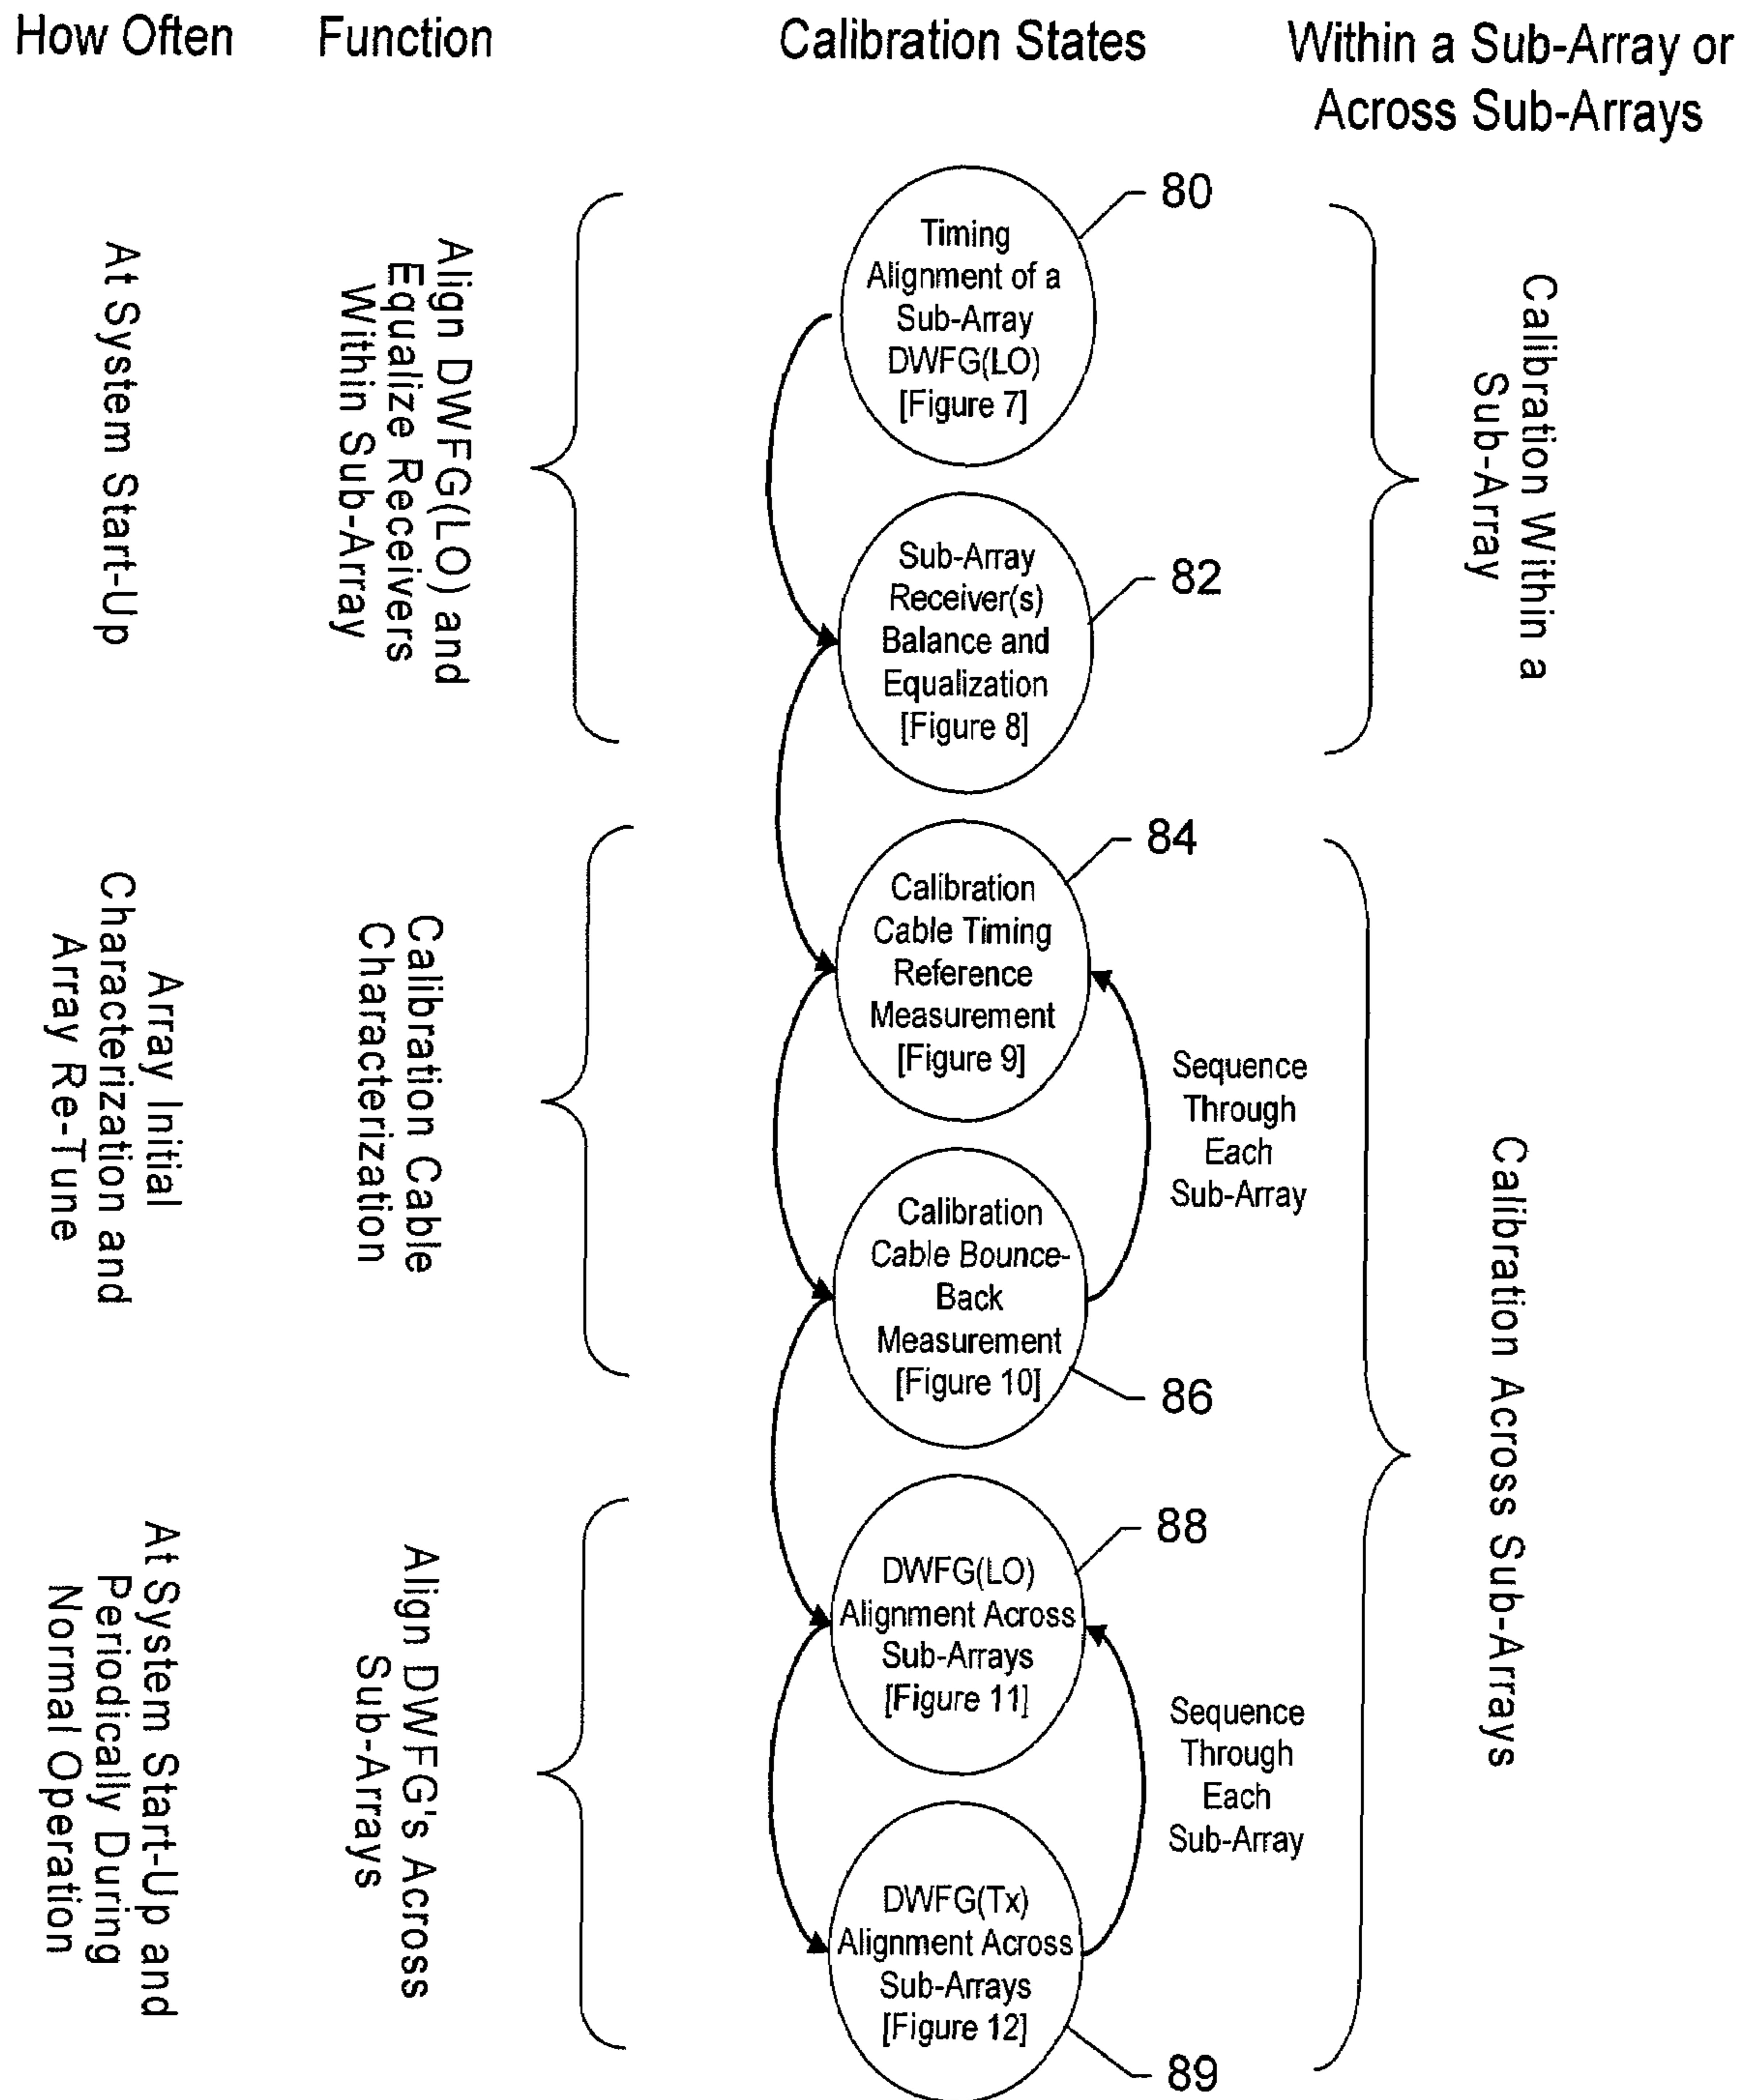 How Often
Function
Calibration States
Within a Sub-Array or
Across Sub-Arrays
At System Start-Up
Align DWFG(LO) and
Equalize Receivers
Within Sub-Array
Timing
Alignment of a
Sub-Array
DWFG(LO)
[Figure 7]
80
Sub-Array
Receiver(s)
Balance and
Equalization
[Figure 8]
82
Calibration Within a
Sub-Array
Array Initial
Characterization and
Array Re-Tune
Calibration Cable
Characterization
Calibration
Cable Timing
Reference
Measurement
[Figure 9]
84
Sequence
Through
Each
Sub-Array
Calibration
Cable Bounce-
Back
Measurement
[Figure 10]
86
Calibration Across Sub-Arrays
At System Start-Up and
Periodically During
Normal Operation
Align DWFG's Across
Sub-Arrays
DWFG(LO)
Alignment Across
Sub-Arrays
[Figure 11]
88
Sequence
Through
Each
Sub-Array
DWFG(Tx)
Alignment Across
Sub-Arrays
[Figure 12]
89